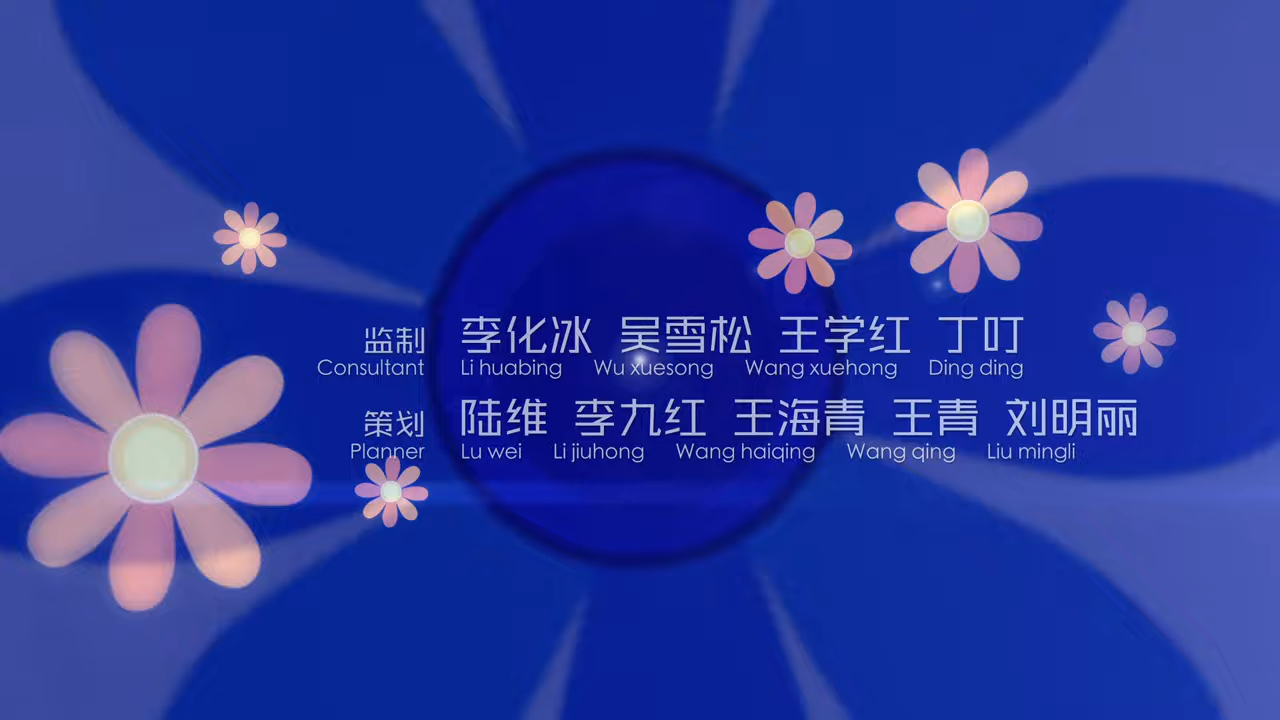 监制 李化冰 吴雪松 王学红 丁叮
Consultant Li huabing Wu xuesong Wang xuehong Ding ding
策划 陆维 李九红 王海青 王青 刘明丽
Planner Lu wei Li jiuhong Wang haiqing Wang qing Liu mingli